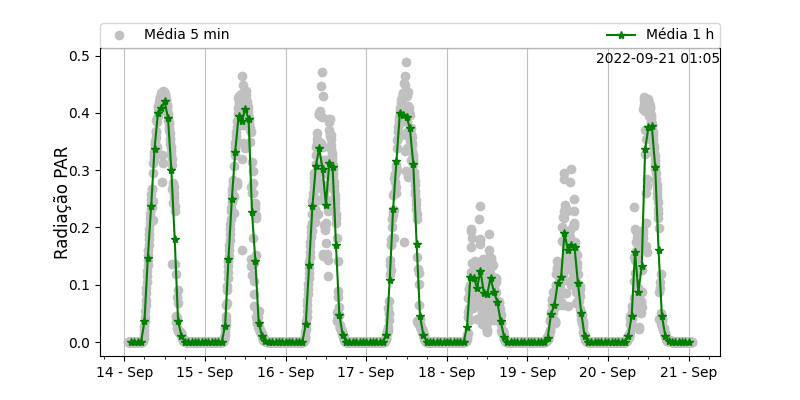 Média 5 min
Média 1 h
2022-09-21 01:05
Radiação PAR
0.5
0.4
0.3
0.2
0.1
0.0
14 - Sep
15 - Sep
16 - Sep
17 - Sep
18 - Sep
19 - Sep
20 - Sep
21 - Sep